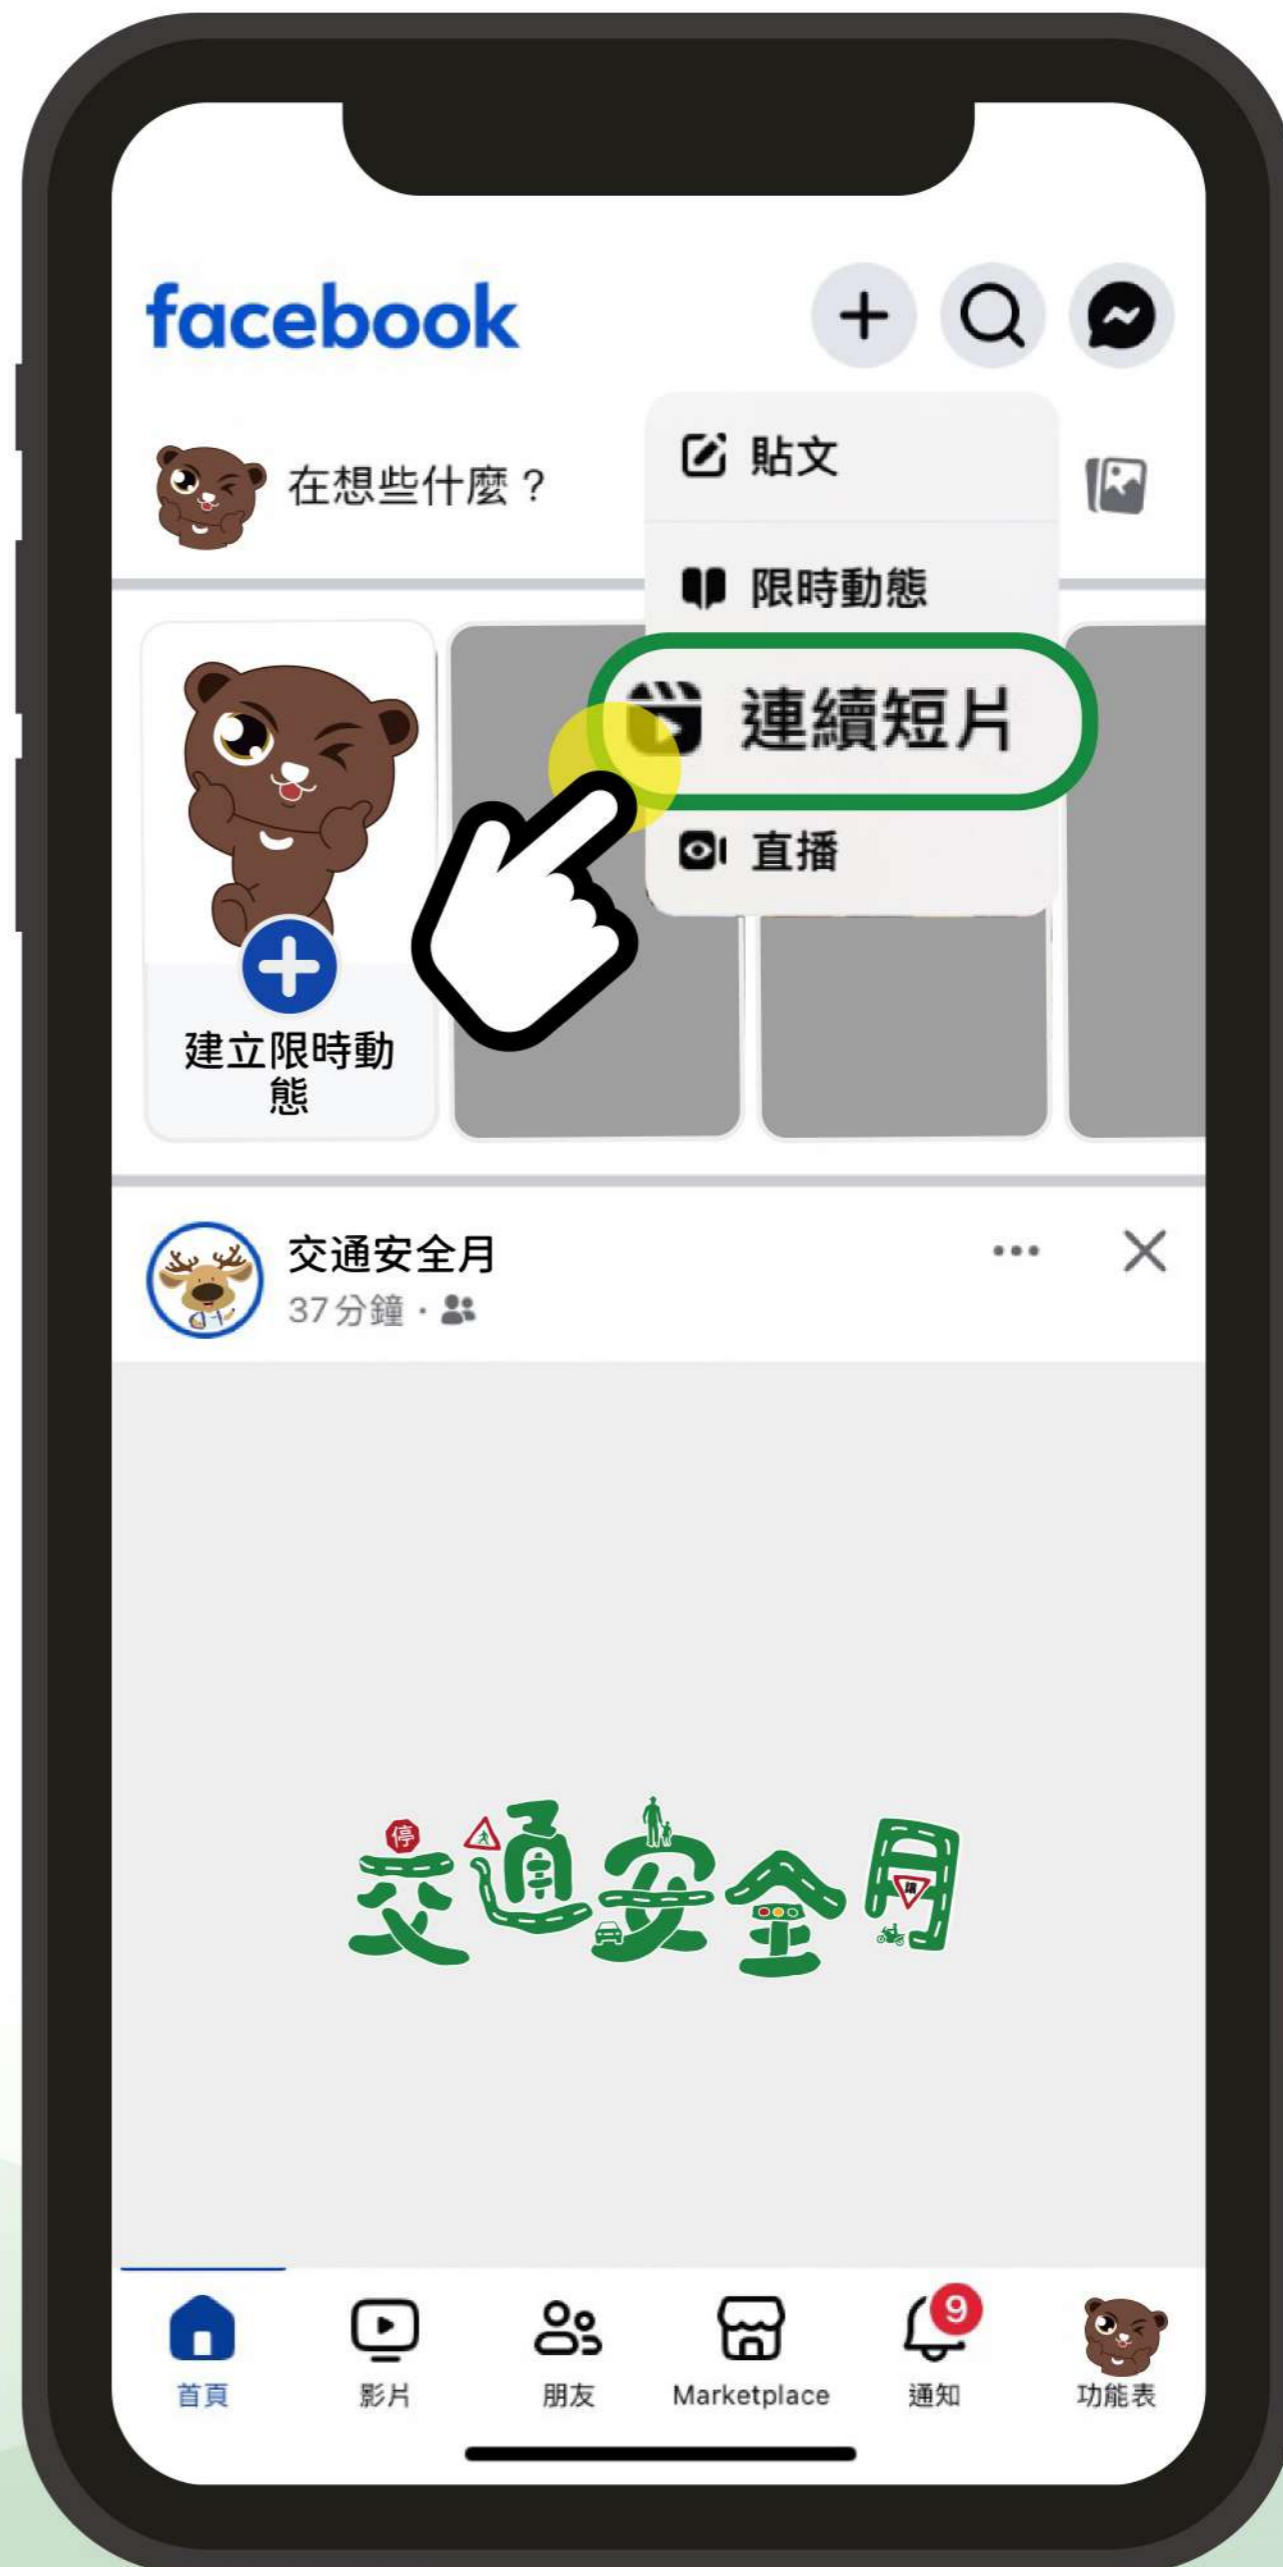 facebook
在想些什麼？
貼文
限時動態
連續短片
直播
建立限時動
態
交通安全月
37分鐘 ·
停
讓
交通安全月
9
首頁
影片
朋友
Marketplace
通知
功能表